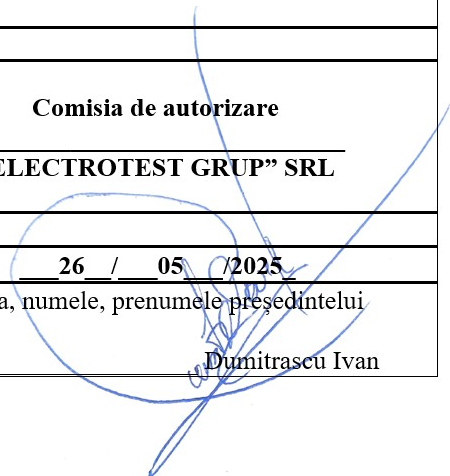 Comisia de autorizare
ELECTROTEST GRUP” SRL
___26__/___05___/2025_
a, numele, prenumele președintelui
Dumitrascu Ivan